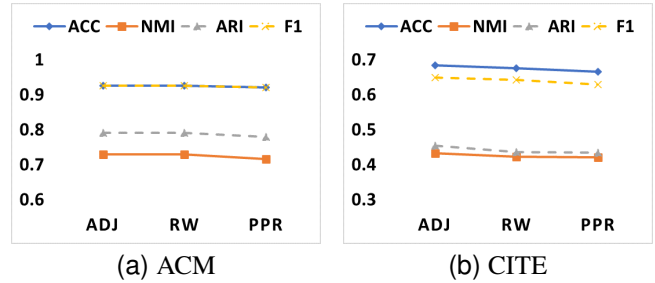 ACC NMI ARI F1
1
0.9
0.8
0.7
0.6
ADJ RW PPR
(a) ACM
ACC NMI ARI F1
0.7
0.6
0.5
0.4
0.3
ADJ RW PPR
(b) CITE